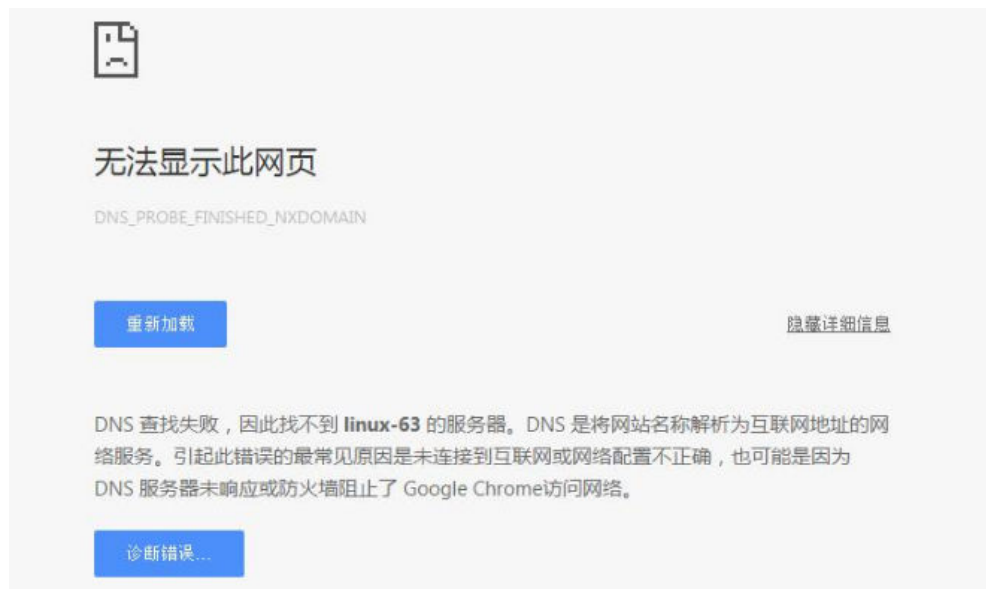 无法显示此网页
DNS_PROBE_FINISHED_NXDOMAIN
重新加载
隐藏详细信息
DNS 查找失败，因此找不到 linux-63 的服务器。DNS 是将网站名称解析为互联网地址的网
络服务。引起此错误的最常见原因是未连接到互联网或网络配置不正确，也可能是因为
DNS 服务器未响应或防火墙阻止了 Google Chrome访问网络。
诊断错误...